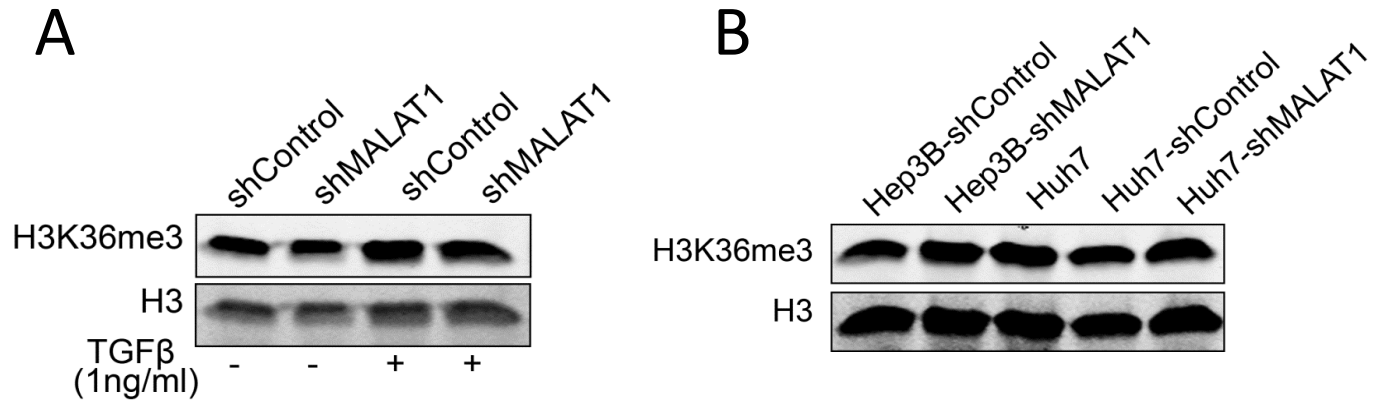 A
shControl
shMALAT1
shControl
shMALAT1
H3K36me3
H3
TGFβ
(1ng/ml)
- - + +
B
Hep3B-shControl
Hep3B-shMALAT1
Huh7
Huh7-shControl
Huh7-shMALAT1
H3K36me3
H3